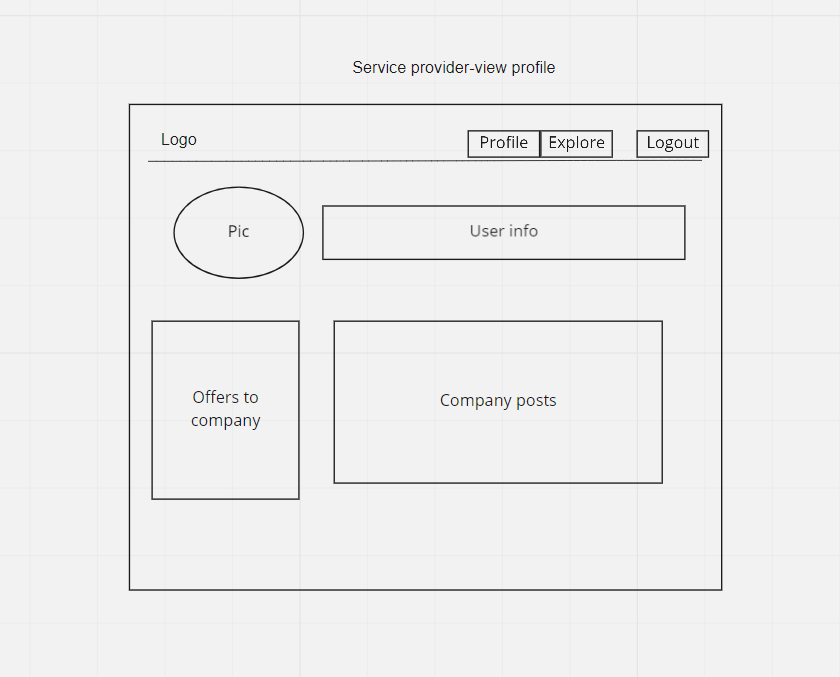 Service provider-view profile
Logo
Profile
Explore
Logout
Pic
User info
Offers to
company
Company posts